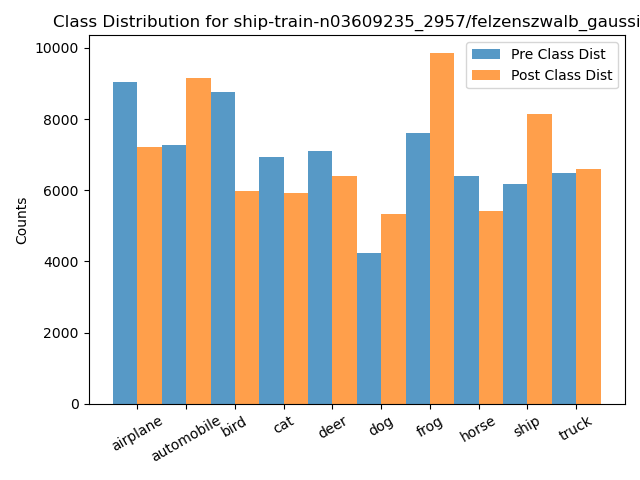 Class Distribution for ship-train-n03609235_2957/felzenszwalb_gaussi
Pre Class Dist
Post Class Dist
Counts
10000
8000
6000
4000
2000
0
airplane
automobile
bird
cat
deer
dog
frog
horse
ship
truck